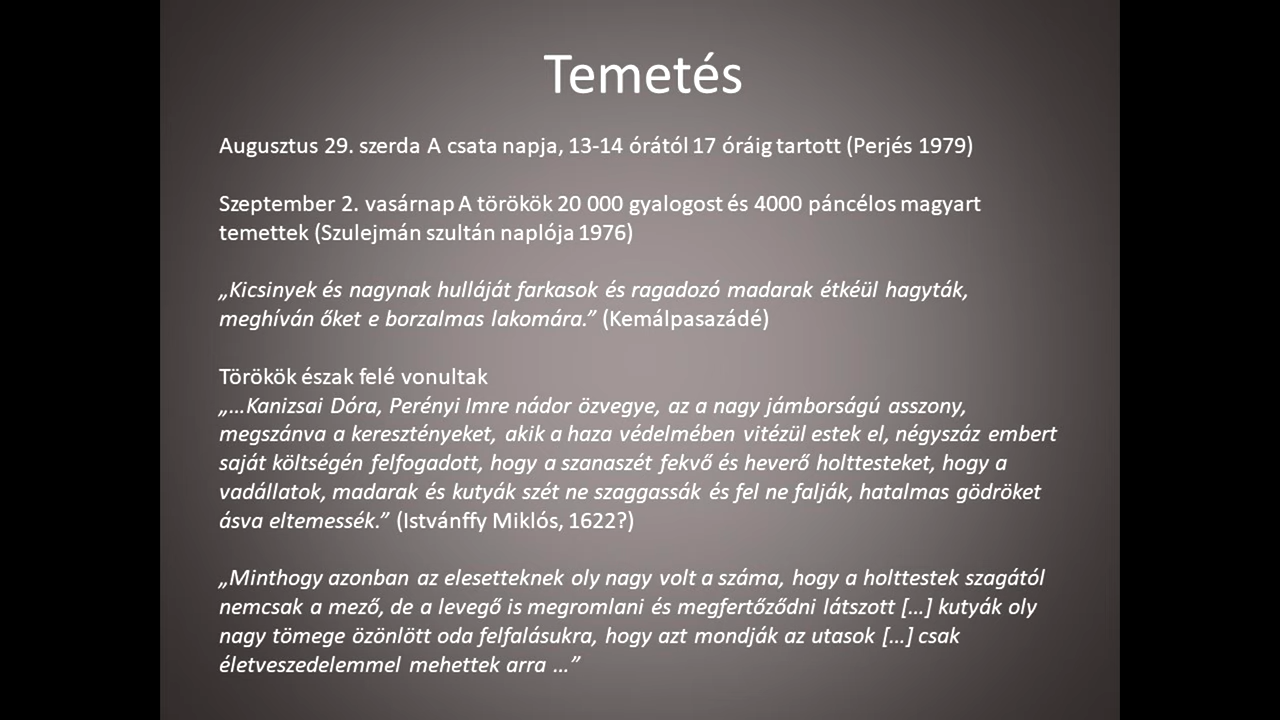 Temetés
Augusztus 29. szerda A csata napja, 13-14 órától 17 óráig tartott (Perjés 1979)
Szeptember 2. vasárnap A törökök 20 000 gyalogost és 4000 páncélos magyart
temettek (Szulejmán szultán naplója 1976)
„Kicsinyek és nagynak hulláját farkasok és ragadozó madarak étkéül hagyták,
meghíván őket e borzalmas lakomára.” (Kemálpasazádé)
Törökök észak felé vonultak
„…Kanizsai Dóra, Perényi Imre nádor özvegye, az a nagy jámborságú asszony,
megszánva a keresztényeket, akik a haza védelmében vitézül estek el, négyszáz embert
saját költségén felfogadott, hogy a szanaszét fekvő és heverő holttesteket, hogy a
vadállatok, madarak és kutyák szét ne szaggassák és fel ne falják, hatalmas gödröket
ásva eltemessék.” (Istvánffy Miklós, 1622?)
„Minthogy azonban az elesetteknek oly nagy volt a száma, hogy a holttestek szagától
nemcsak a mező, de a levegő is megromlani és megfertőződni látszott […] kutyák oly
nagy tömege özönlött oda felfalásukra, hogy azt mondják az utasok […] csak
életveszedelemmel mehettek arra …”